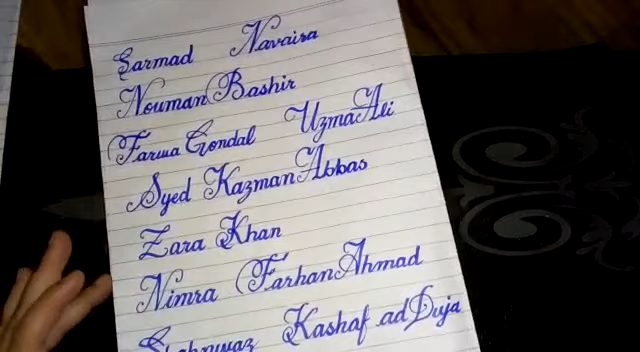 Sarmad Navaira
Nouman Bashir
Farwa Gondal Uzma Ali
Syed Kazman Abbas
Zara Khan
Nimra Farhan Ahmad
Kashaf ad Duja